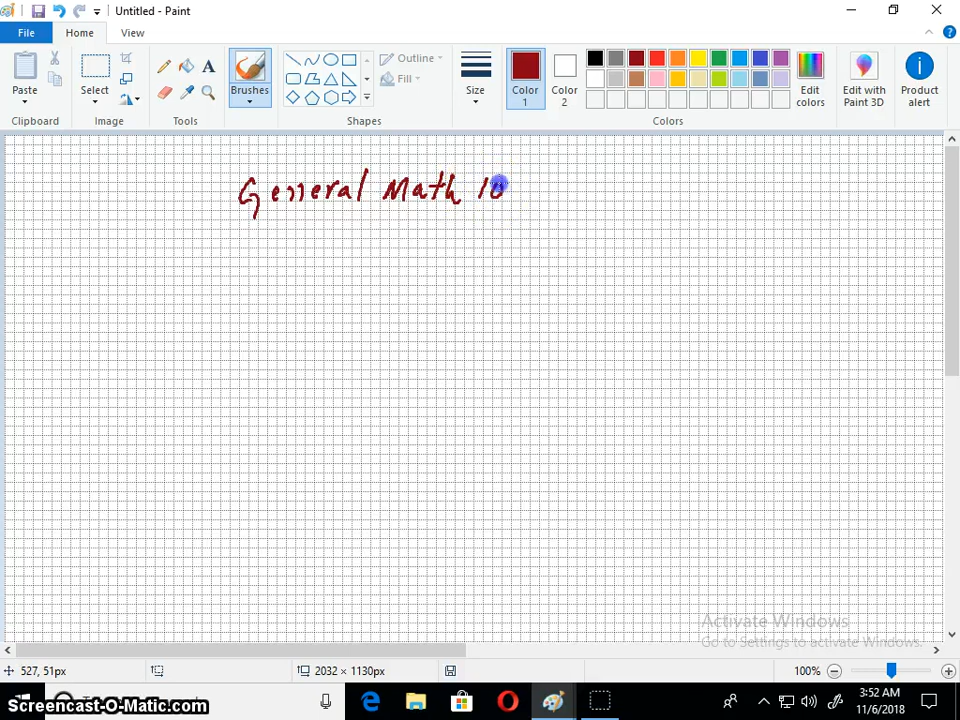 Untitled - Paint
File Home View
Paste Select Brushes Outline Fill Size Color 1 Color 2 Edit colors Edit with Paint 3D Product alert
Clipboard Image Tools Shapes Colors
General Math 10
Activate Windows
Go to Settings to activate Windows.
527, 51px 2032 × 1130px 100%
3:52 AM
Screencast-O-Matic.com 11/6/2018